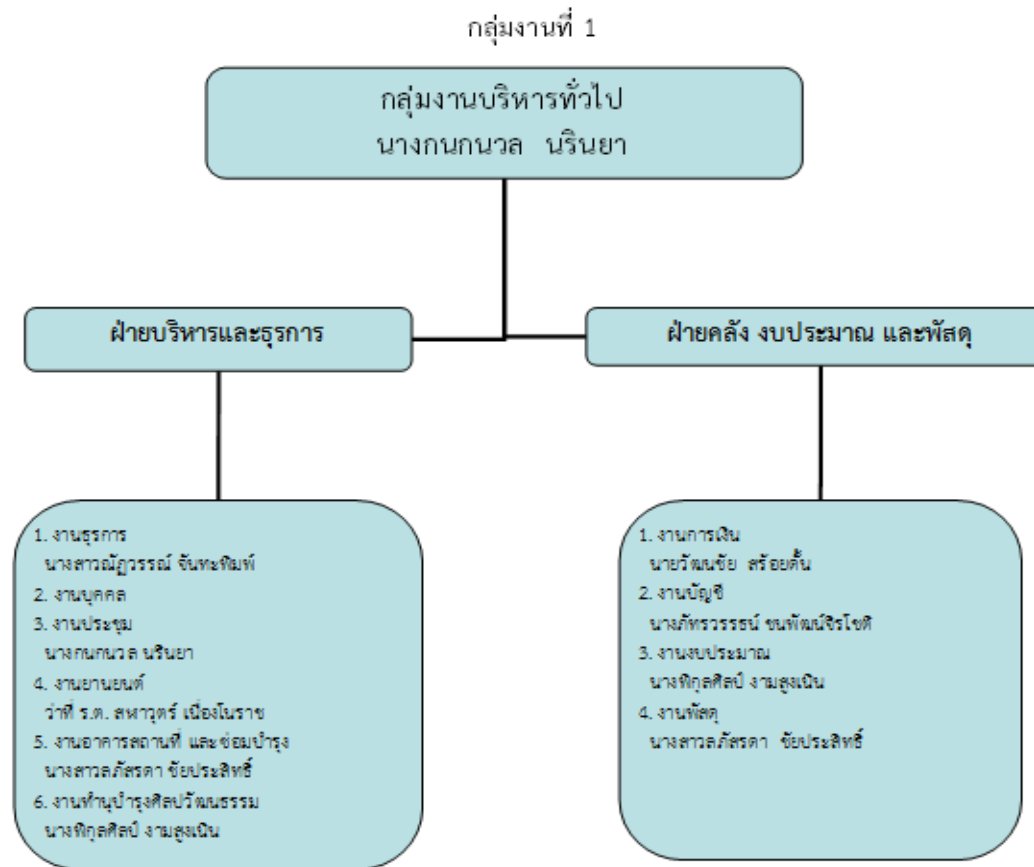 กลุ่มงานที่ 1
กลุ่มงานบริหารทั่วไป
นางกนกนวล นรินยา
ฝ่ายบริหารและธุรการ
ฝ่ายคลัง งบประมาณ และพัสดุ
1. งานธุรการ
นางสาวณัฏวรรณ์ จันทะพิมพ์
2. งานบุคคล
3. งานประชุม
นางกนกนวล นรินยา
4. งานยานยนต์
ว่าที่ ร.ต. สหาวุตร์ เนื่องโนราช
5. งานอาคารสถานที่ และซ่อมบำรุง
นางสาวลภัสรดา ชัยประสิทธิ์
6. งานทำนุบำรุงศิลปวัฒนธรรม
นางพิกุลศิลป์ งามสูงเนิน
1. งานการเงิน
นายวัฒนชัย สร้อยคั้น
2. งานบัญชี
นางภัทรวรรธน์ ชนพัฒน์จิรโชติ
3. งานงบประมาณ
นางพิกุลศิลป์ งามสูงเนิน
4. งานพัสดุ
นางสาวลภัสรดา ชัยประสิทธิ์